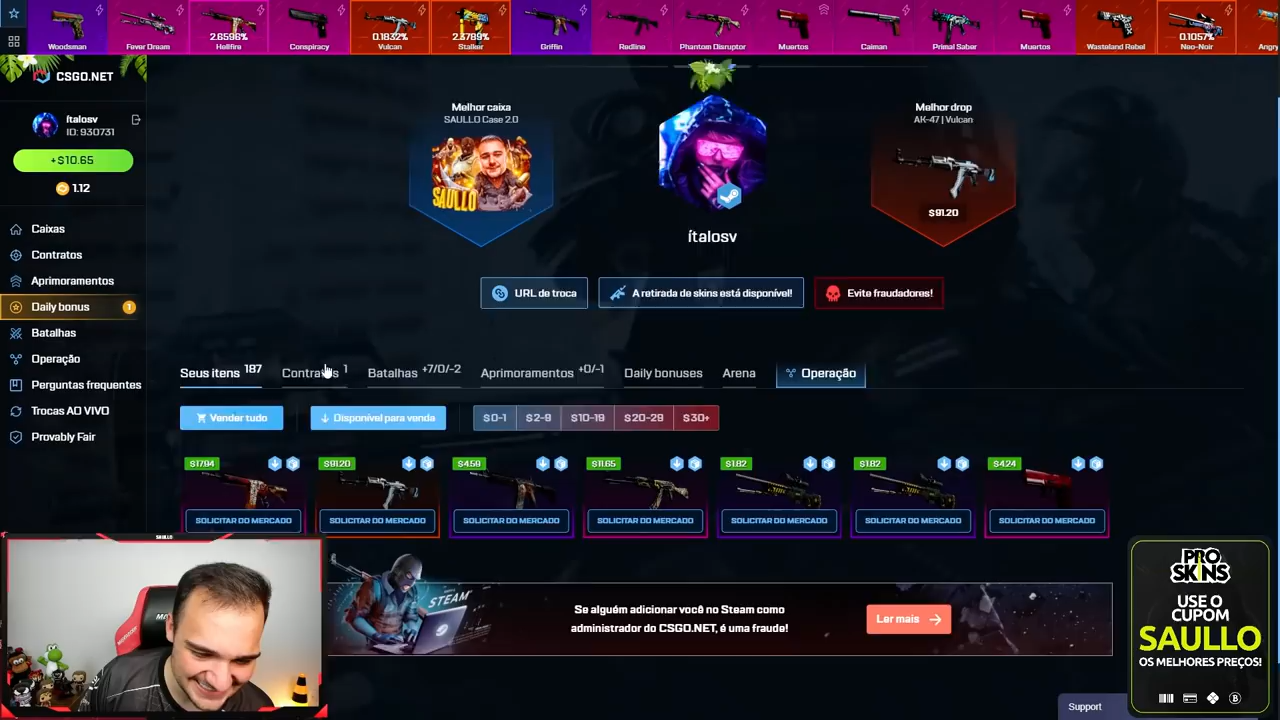 Woodsman
Fever Dream
2.6596%
Hellfire
Conspiracy
0.1832%
Vulcan
2.3789%
Stalker
Griffin
Redline
Phantom Disruptor
Muertos
Caiman
Primal Saber
Muertos
Wasteland Rebel
0.1057%
Neo-Noir
Angry
CSGO.NET
ítalosv
ID: 930731
+$10.65
1.12
Caixas
Contratos
Aprimoramentos
Daily bonus 1
Batalhas
Operação
Perguntas frequentes
Trocas AO VIVO
Provably Fair
Melhor caixa
SAULLO Case 2.0
SAULLO
Melhor drop
AK-47 | Vulcan
$91.20
ítalosv
URL de troca
A retirada de skins está disponível!
Evite fraudadores!
Seus itens 187
Contratos 1
Batalhas +7/0/-2
Aprimoramentos +0/-1
Daily bonuses
Arena
Operação
Vender tudo
Disponível para venda
$0-1
$2-9
$10-19
$20-29
$30+
$17.94
$91.20
$4.59
$11.65
$1.82
$1.82
$4.24
SOLICITAR DO MERCADO
SOLICITAR DO MERCADO
SOLICITAR DO MERCADO
SOLICITAR DO MERCADO
SOLICITAR DO MERCADO
SOLICITAR DO MERCADO
SOLICITAR DO MERCADO
SAULLO
STEAM
Se alguém adicionar você no Steam como
administrador do CSGO.NET, é uma fraude!
Ler mais
PRO
SKINS
USE O
CUPOM
SAULLO
OS MELHORES PREÇOS!
Support